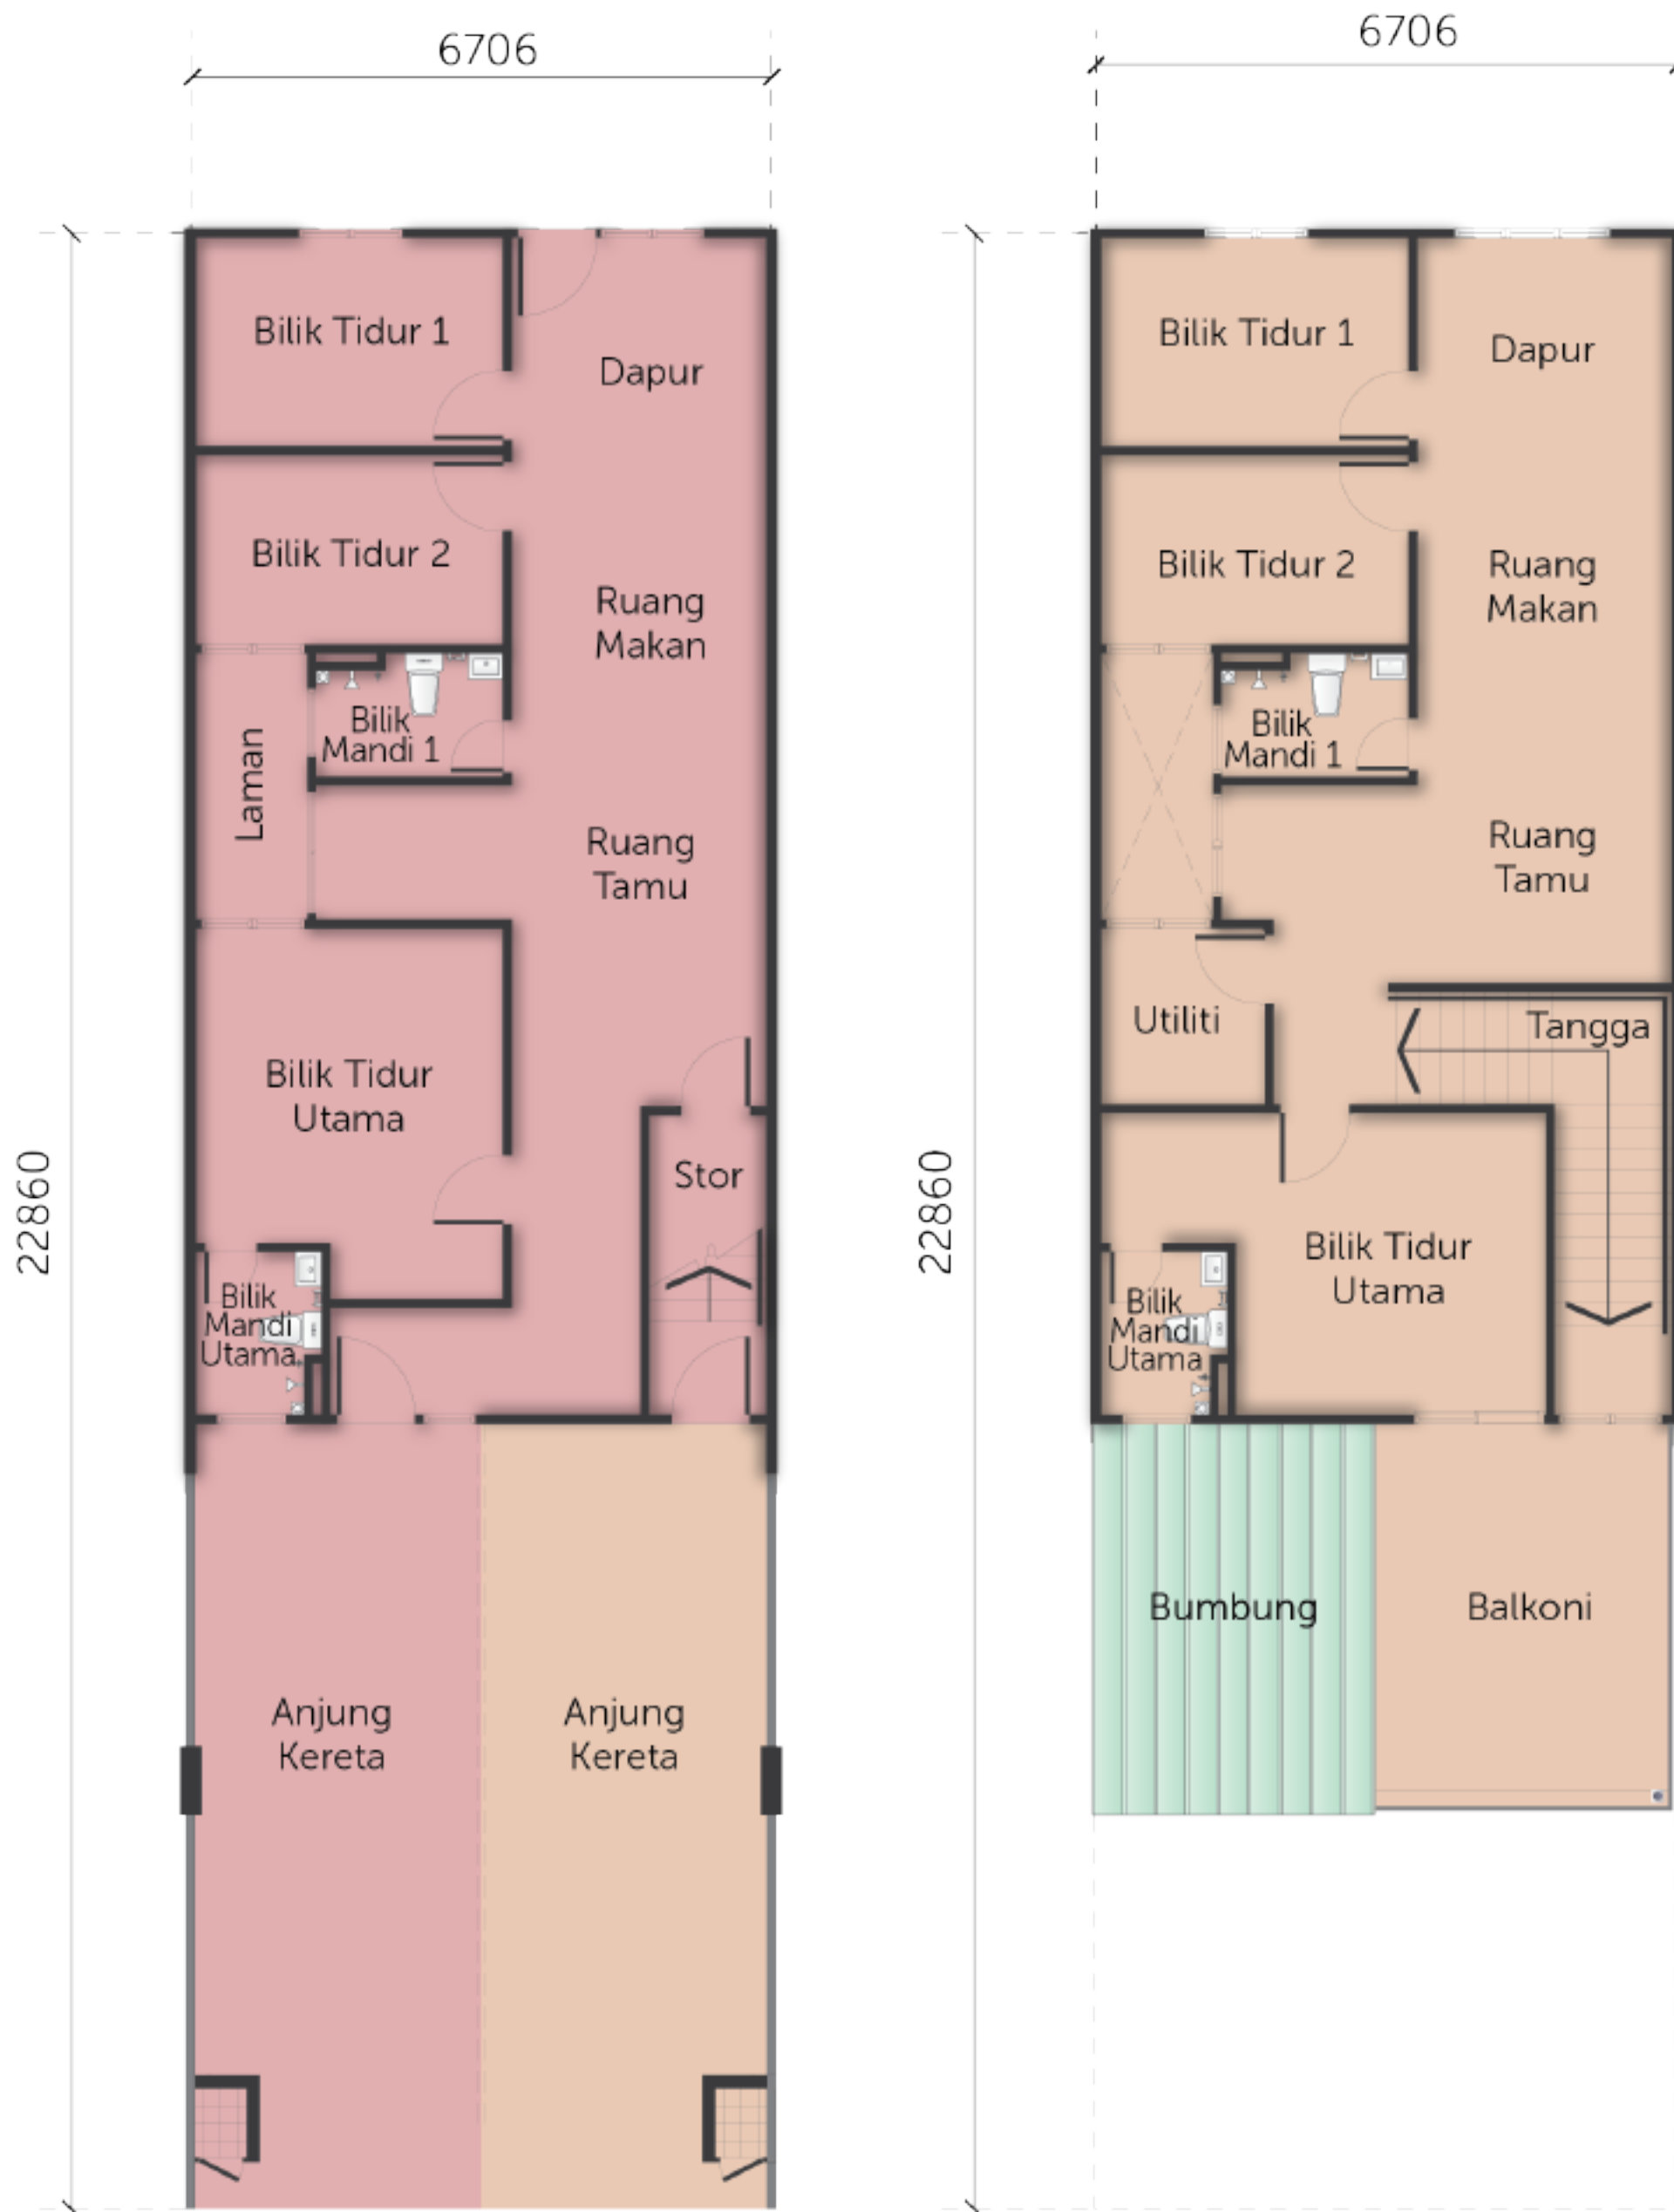 6706
22860
Bilik Tidur 1
Dapur
Bilik Tidur 2
Ruang
Makan
Bilik
Mandi 1
Laman
Ruang
Tamu
Bilik Tidur
Utama
Stor
Bilik
Mandi
Utama
Anjung
Kereta
Anjung
Kereta
6706
22860
Bilik Tidur 1
Dapur
Bilik Tidur 2
Ruang
Makan
Bilik
Mandi 1
Ruang
Tamu
Utiliti
Tangga
Bilik Tidur
Utama
Bilik
Mandi
Utama
Bumbung
Balkoni